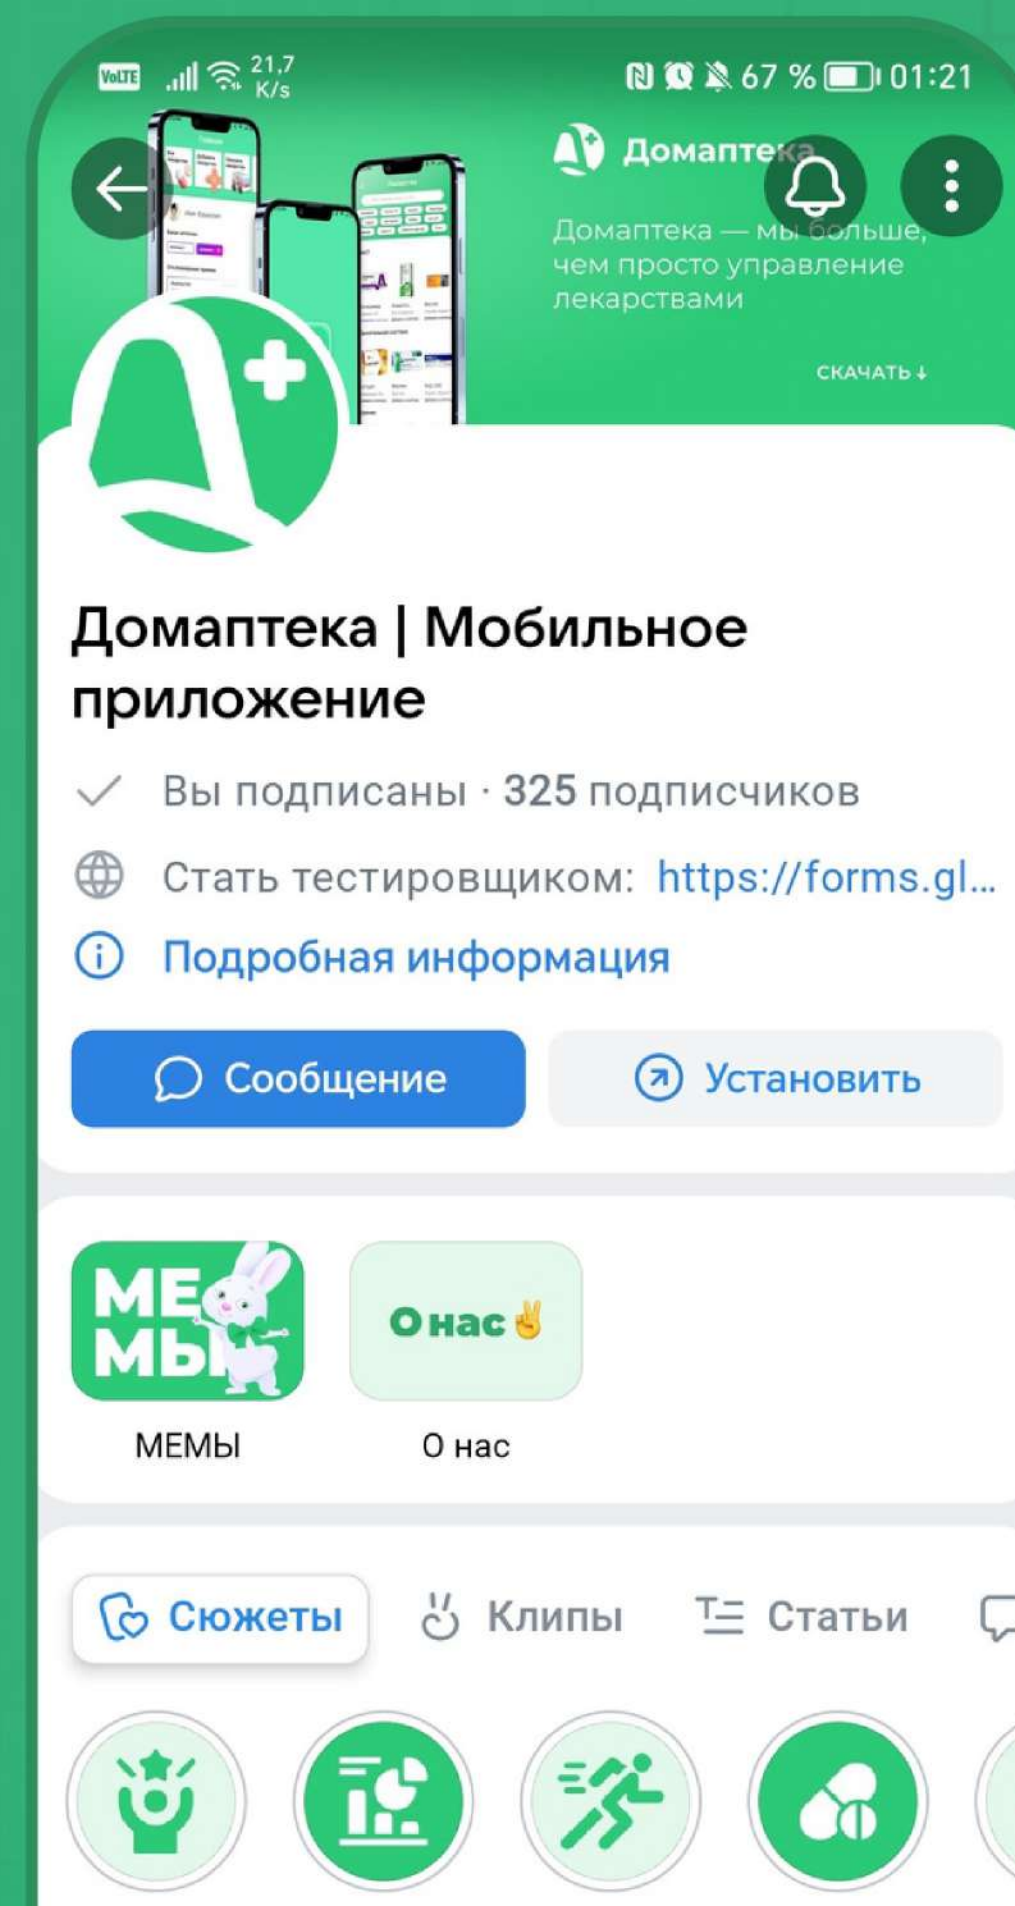 VoLTE 21,7 K/s 67 % 01:21
Домаптека
Домаптека — мы больше,
чем просто управление
лекарствами
СКАЧАТЬ ↓
Домаптека | Мобильное
приложение
Вы подписаны · 325 подписчиков
Стать тестировщиком: https://forms.gl...
Подробная информация
Сообщение
Установить
МЕ
МЫ
О нас✌
МЕМЫ
О нас
Сюжеты
Клипы
Статьи